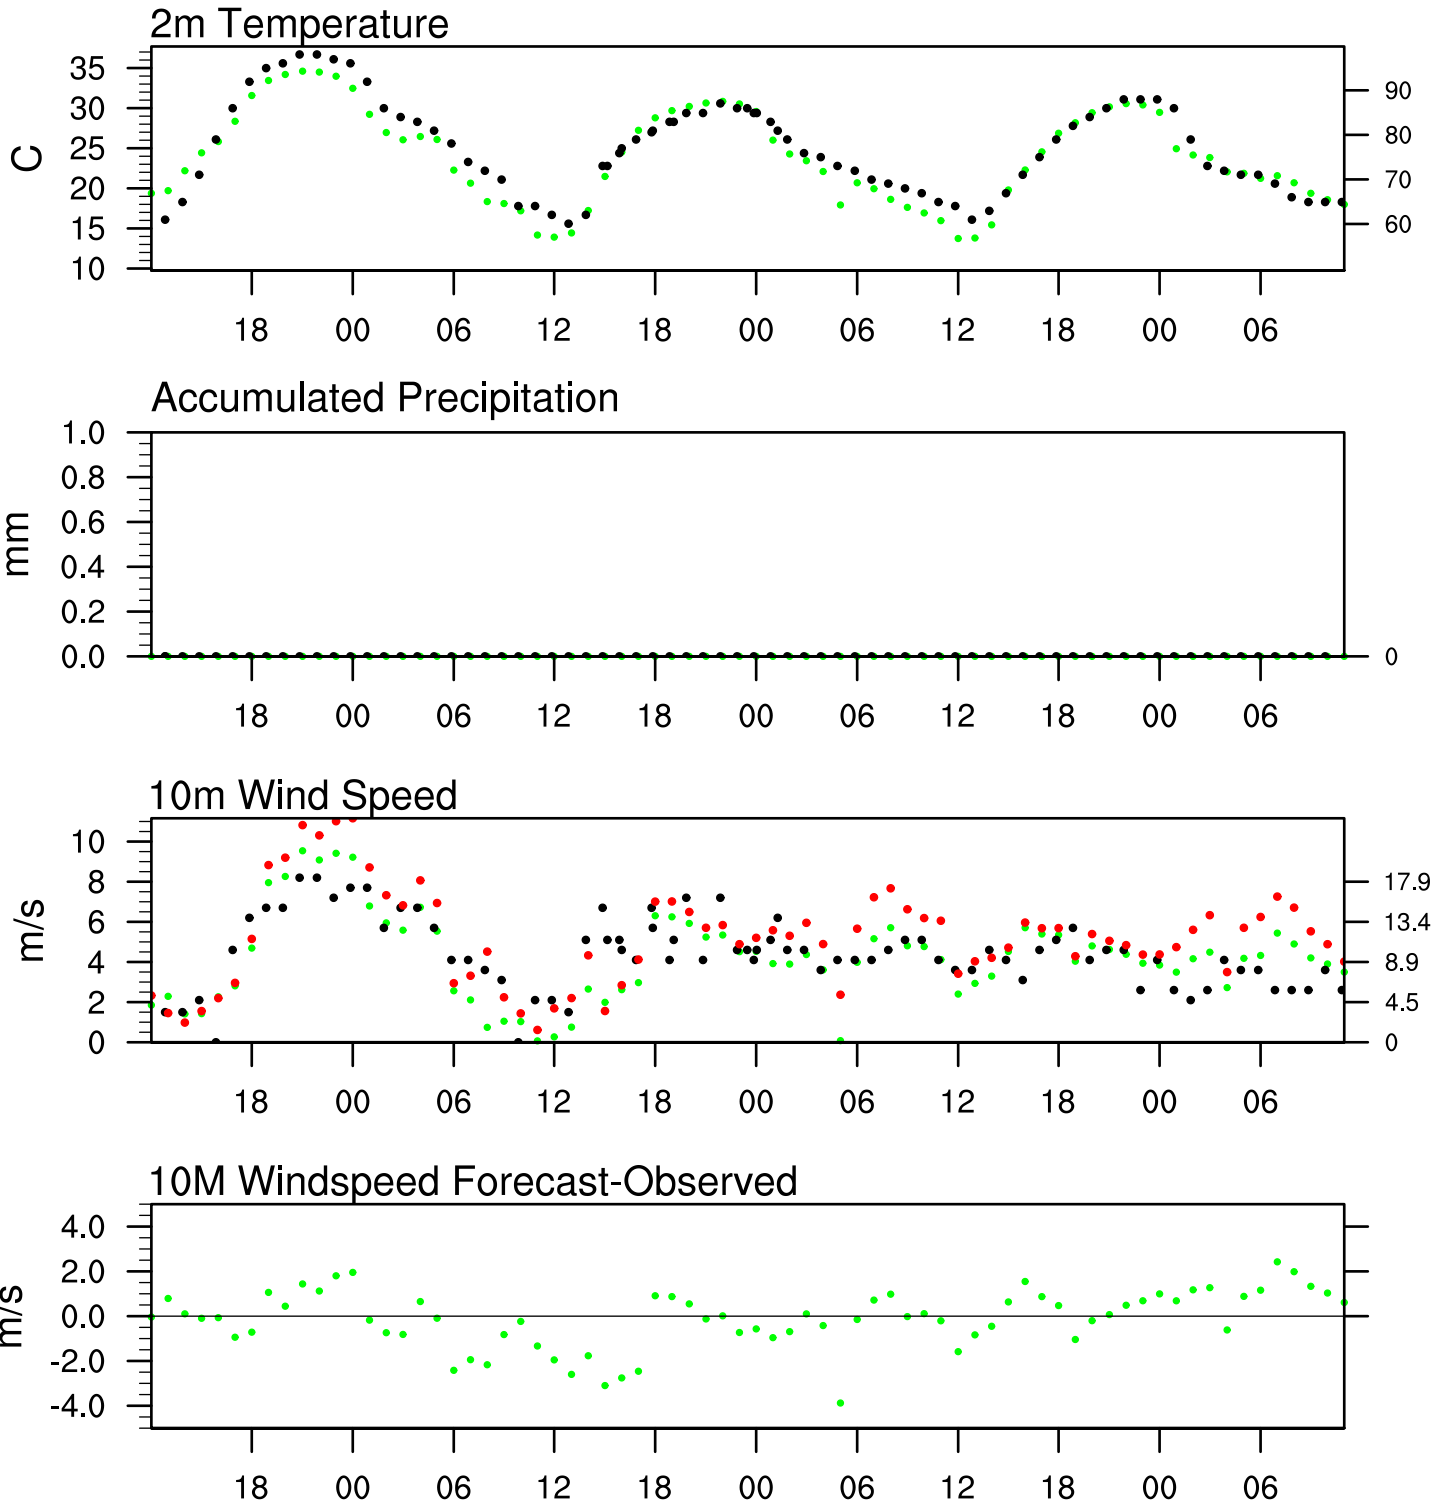 2m Temperature
35
30
25
20
15
10
C
90
80
70
60
18 00 06 12 18 00 06 12 18 00 06
Accumulated Precipitation
1.0
0.8
0.6
0.4
0.2
0.0
mm
0
18 00 06 12 18 00 06 12 18 00 06
10m Wind Speed
10
8
6
4
2
0
m/s
17.9
13.4
8.9
4.5
0
18 00 06 12 18 00 06 12 18 00 06
10M Windspeed Forecast-Observed
4.0
2.0
0.0
-2.0
-4.0
m/s
18 00 06 12 18 00 06 12 18 00 06